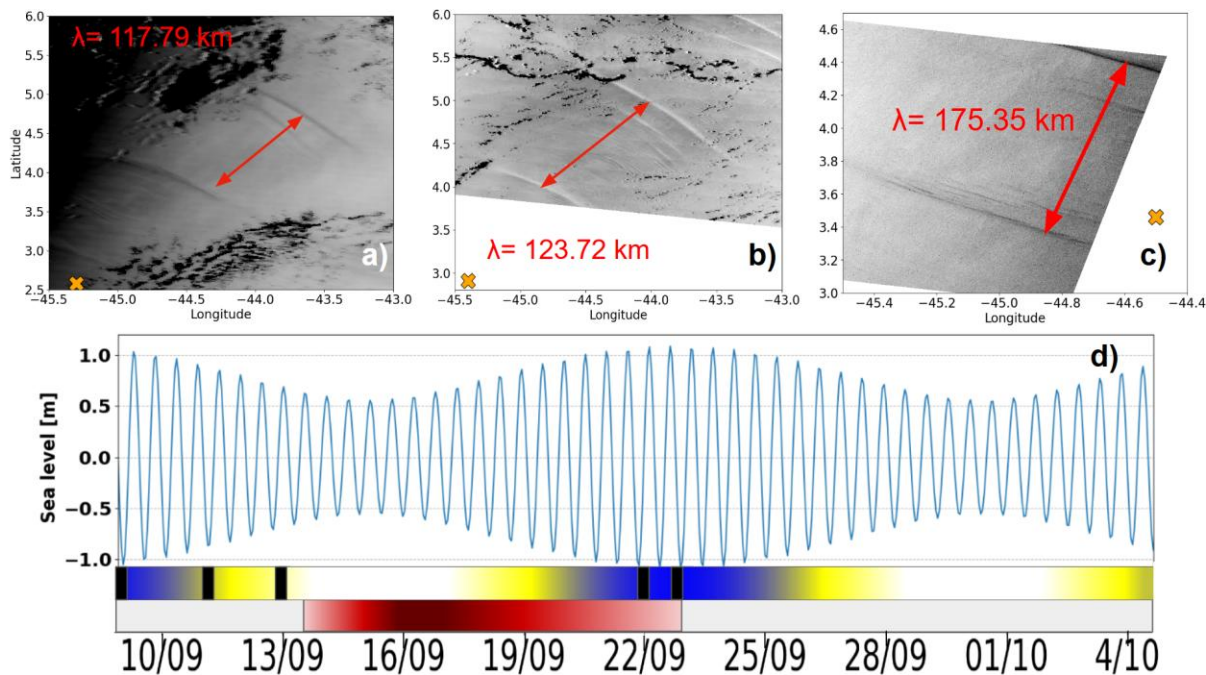 λ= 117.79 km
a)
6.0
5.5
5.0
4.5
4.0
3.5
3.0
2.5
Latitude
−45.5 −45.0 −44.5 −44.0 −43.5 −43.0
Longitude
b)
6.0
5.5
5.0
4.5
4.0
3.5
3.0
λ= 123.72 km
−45.5 −45.0 −44.5 −44.0 −43.5 −43.0
Longitude
4.6
4.4
4.2
4.0
3.8
3.6
3.4
3.2
3.0
λ= 175.35 km
c)
−45.4 −45.2 −45.0 −44.8 −44.6 −44.4
Longitude
d)
Sea level [m]
1.0
0.5
0.0
−0.5
−1.0
10/09 13/09 16/09 19/09 22/09 25/09 28/09 01/10 4/10